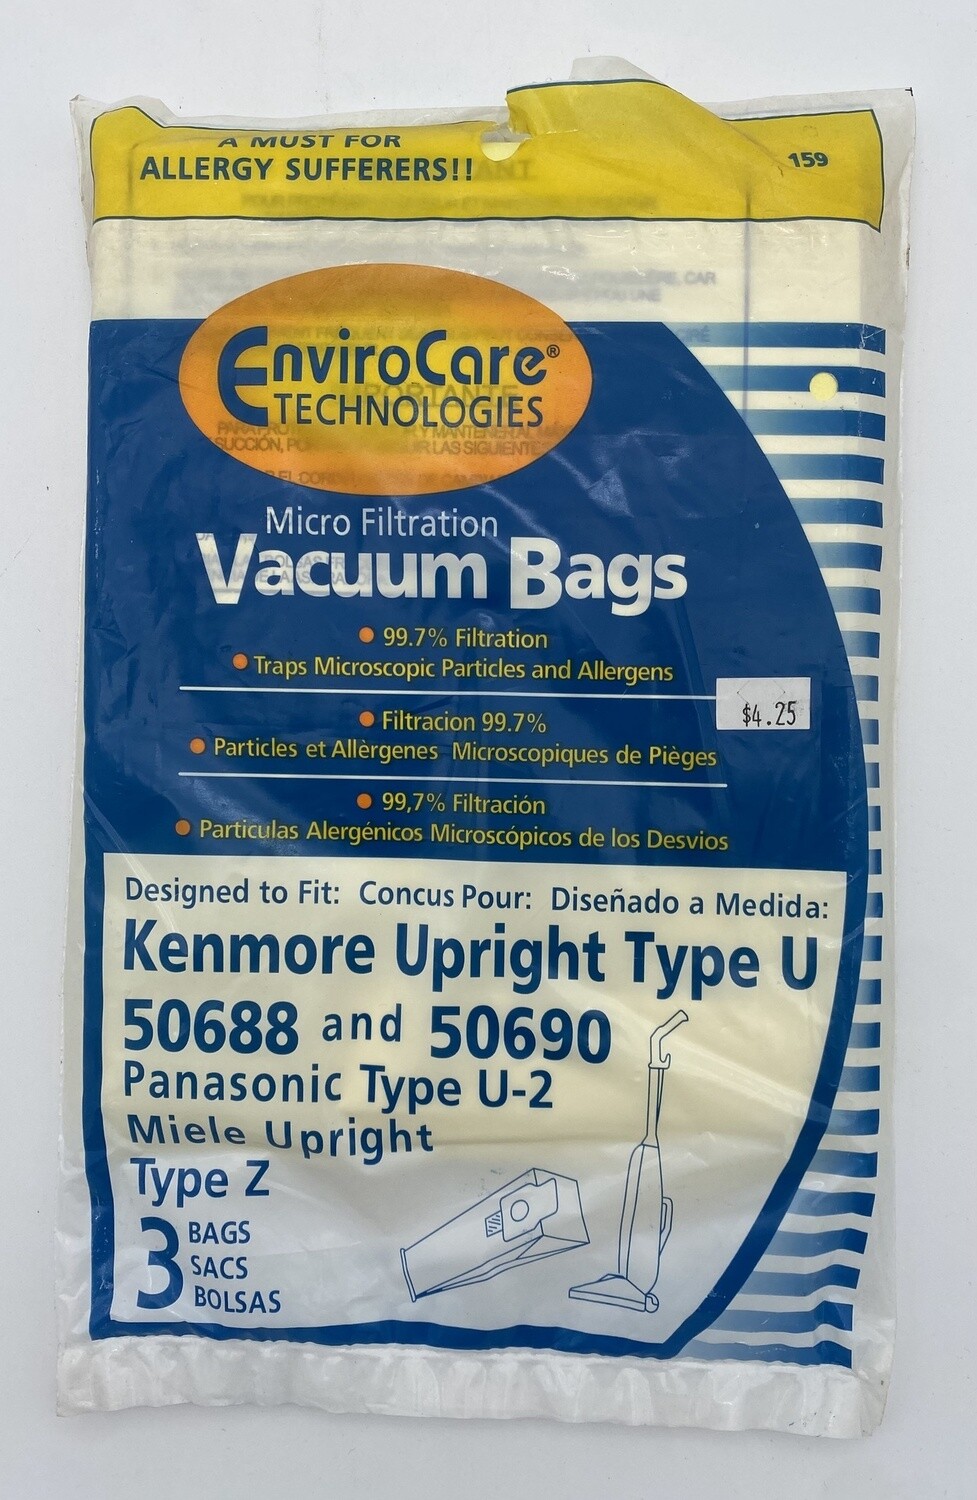 A MUST FOR
ALLERGY SUFFERERS!!
159
EnviroCare®
TECHNOLOGIES
Micro Filtration
Vacuum Bags
• 99.7% Filtration
• Traps Microscopic Particles and Allergens
$4.25
• Filtracion 99.7%
• Particles et Allèrgenes Microscopiques de Pièges
• 99,7% Filtración
• Particulas Alergénicos Microscópicos de los Desvios
Designed to Fit: Concus Pour: Diseñado a Medida:
Kenmore Upright Type U
50688 and 50690
Panasonic Type U-2
Miele Upright
Type Z
3 BAGS
SACS
BOLSAS